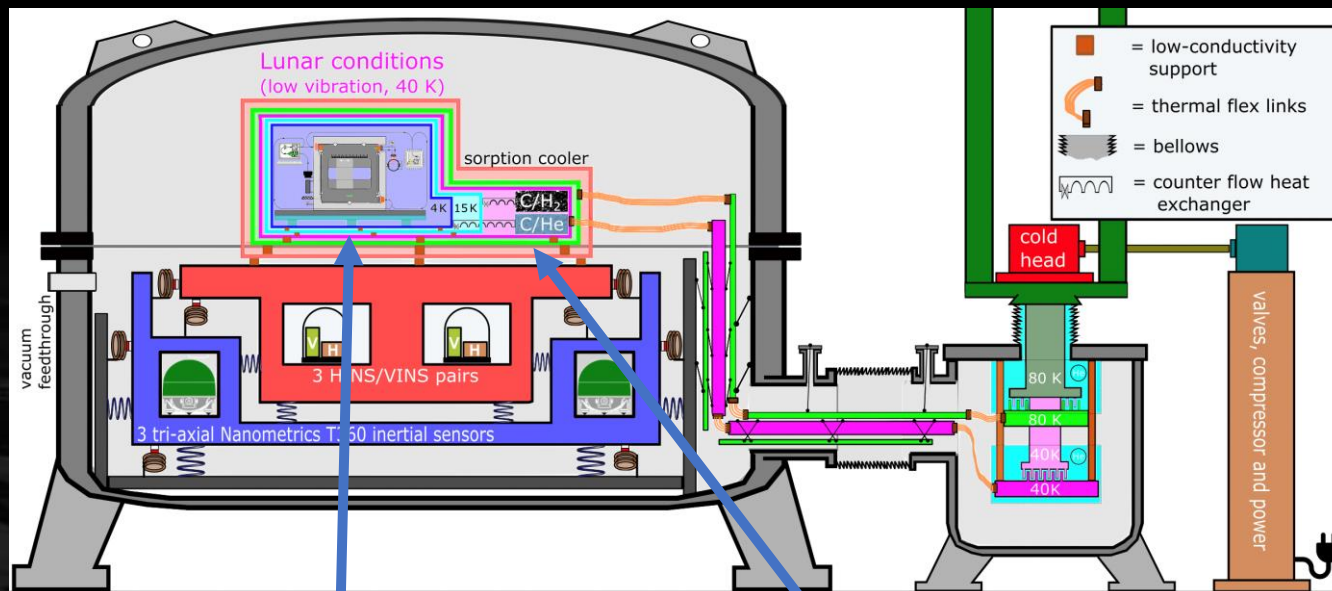 Lunar conditions
(low vibration, 40 K)
sorption cooler
4K
15K
C/H₂
C/He
vacuum
feedthrough
V
H
V
H
3 HINS/VINS pairs
3 tri-axial Nanometrics T360 inertial sensors
cold
head
80 K
80 K
40K
40K
valves, compressor and power
= low-conductivity
support
= thermal flex links
= bellows
= counter flow heat
exchanger